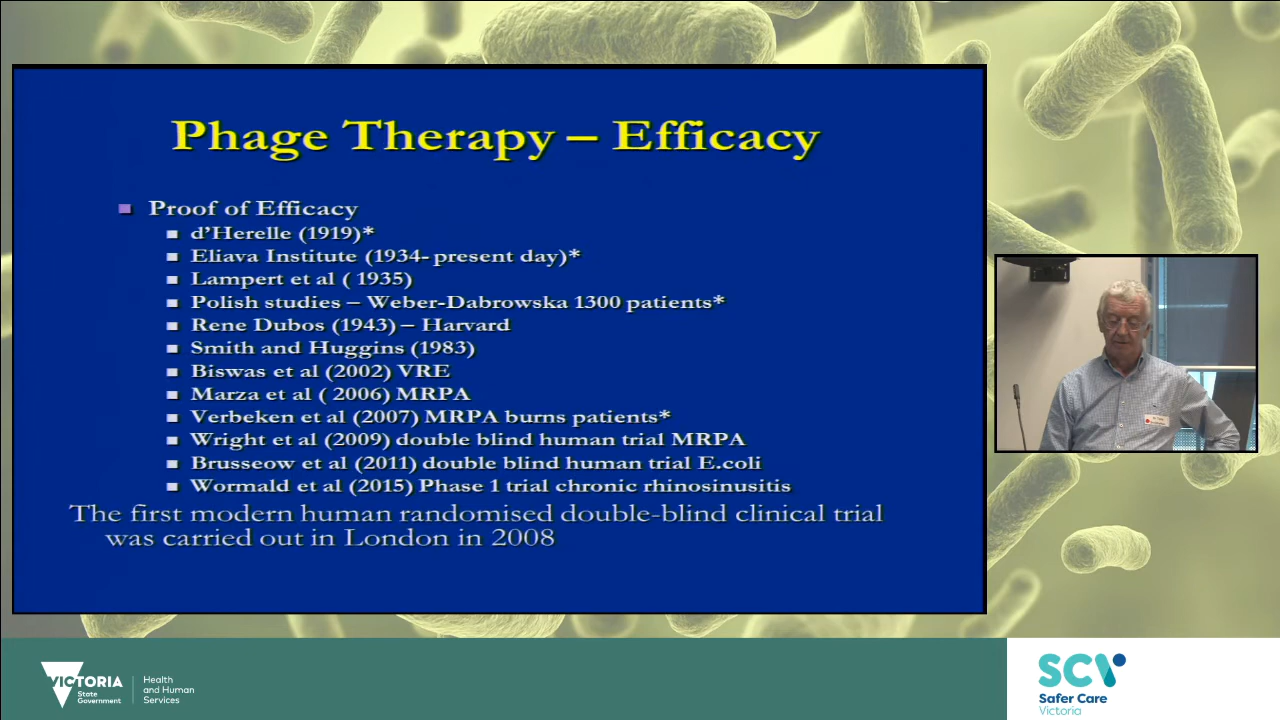 Phage Therapy – Efficacy
Proof of Efficacy
d'Herelle (1919)*
Eliava Institute (1934- present day)*
Lampert et al ( 1935)
Polish studies – Weber-Dabrowska 1300 patients*
Rene Dubos (1943) – Harvard
Smith and Huggins (1983)
Biswas et al (2002) VRE
Marza et al ( 2006) MRPA
Verbeken et al (2007) MRPA burns patients*
Wright et al (2009) double blind human trial MRPA
Brusseow et al (2011) double blind human trial E.coli
Wormald et al (2015) Phase 1 trial chronic rhinosinusitis
The first modern human randomised double-blind clinical trial
was carried out in London in 2008
VICTORIA
State
Government
Health
and Human
Services
SCV
Safer Care
Victoria